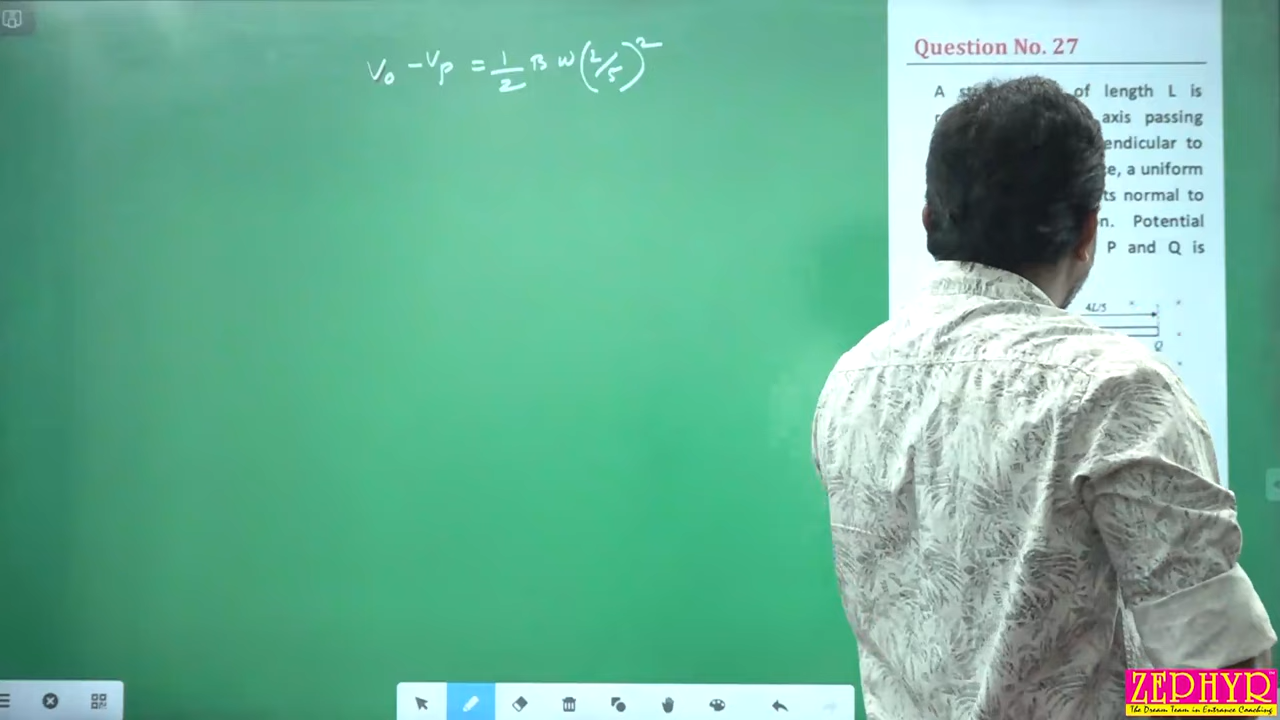 V₀ - Vp = 1/2 B W (L/5)²
Question No. 27
A of length L is
axis passing
endicular to
ce, a uniform
ts normal to
n. Potential
P and Q is
4L/5
Q
ZEPHYR
The Dream Team in Entrance Coaching